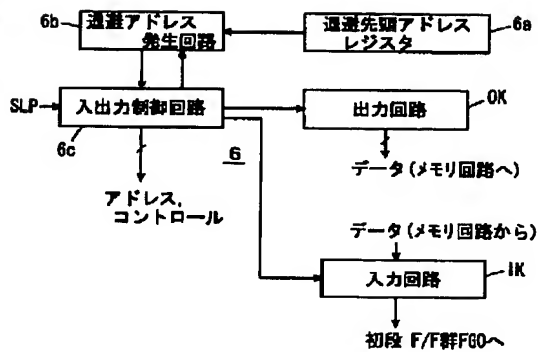 6b
退避アドレス
発生回路
退避先頭アドレス
レジスタ
6a
SLP
入出力制御回路
6c
6
出力回路
OK
データ(メモリ回路へ)
アドレス,
コントロール
データ(メモリ回路から)
入力回路
IK
初段 F/F群FG0へ